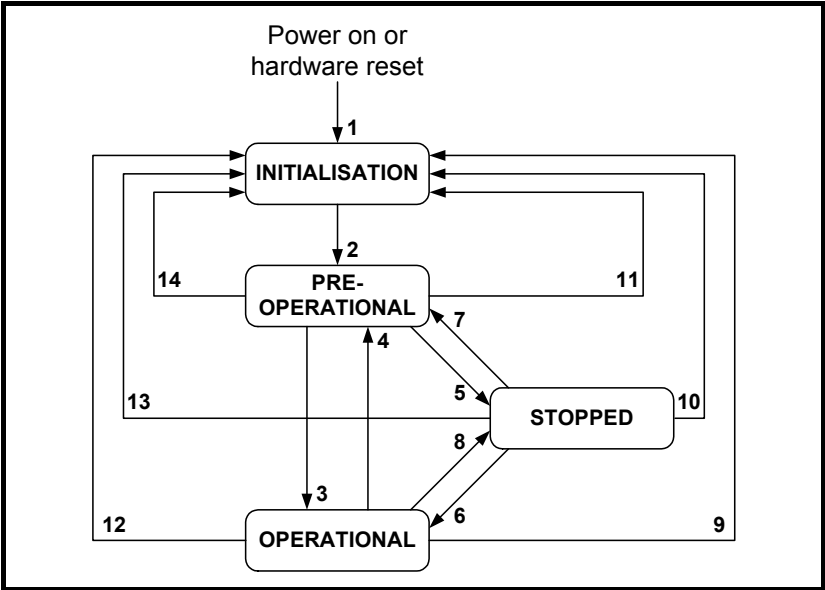 Power on or
hardware reset
1
INITIALISATION
2
14
PRE-
OPERATIONAL
11
7
4
5
13
STOPPED
10
8
3
6
12
OPERATIONAL
9